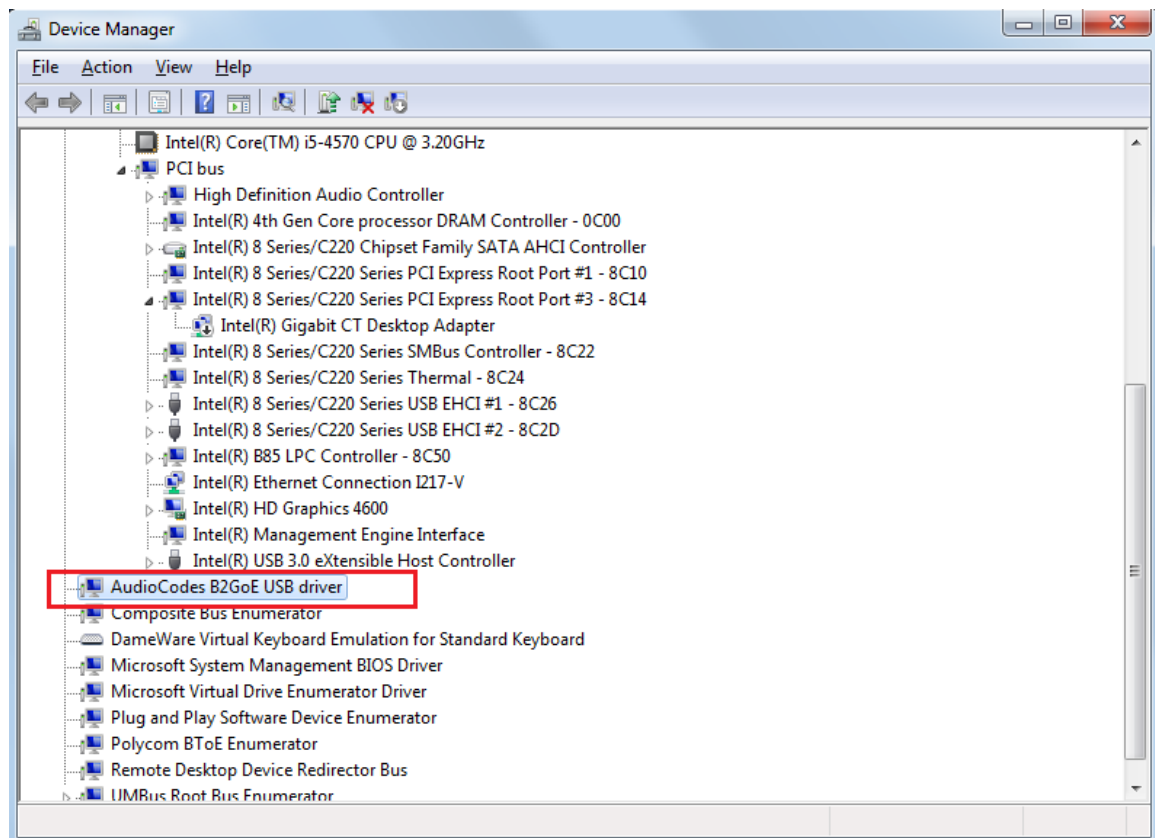 Device Manager
File Action View Help
Intel(R) Core(TM) i5-4570 CPU @ 3.20GHz
PCI bus
High Definition Audio Controller
Intel(R) 4th Gen Core processor DRAM Controller - 0C00
Intel(R) 8 Series/C220 Chipset Family SATA AHCI Controller
Intel(R) 8 Series/C220 Series PCI Express Root Port #1 - 8C10
Intel(R) 8 Series/C220 Series PCI Express Root Port #3 - 8C14
Intel(R) Gigabit CT Desktop Adapter
Intel(R) 8 Series/C220 Series SMBus Controller - 8C22
Intel(R) 8 Series/C220 Series Thermal - 8C24
Intel(R) 8 Series/C220 Series USB EHCI #1 - 8C26
Intel(R) 8 Series/C220 Series USB EHCI #2 - 8C2D
Intel(R) B85 LPC Controller - 8C50
Intel(R) Ethernet Connection I217-V
Intel(R) HD Graphics 4600
Intel(R) Management Engine Interface
Intel(R) USB 3.0 eXtensible Host Controller
AudioCodes B2GoE USB driver
Composite Bus Enumerator
DameWare Virtual Keyboard Emulation for Standard Keyboard
Microsoft System Management BIOS Driver
Microsoft Virtual Drive Enumerator Driver
Plug and Play Software Device Enumerator
Polycom BToE Enumerator
Remote Desktop Device Redirector Bus
UMBus Root Bus Enumerator